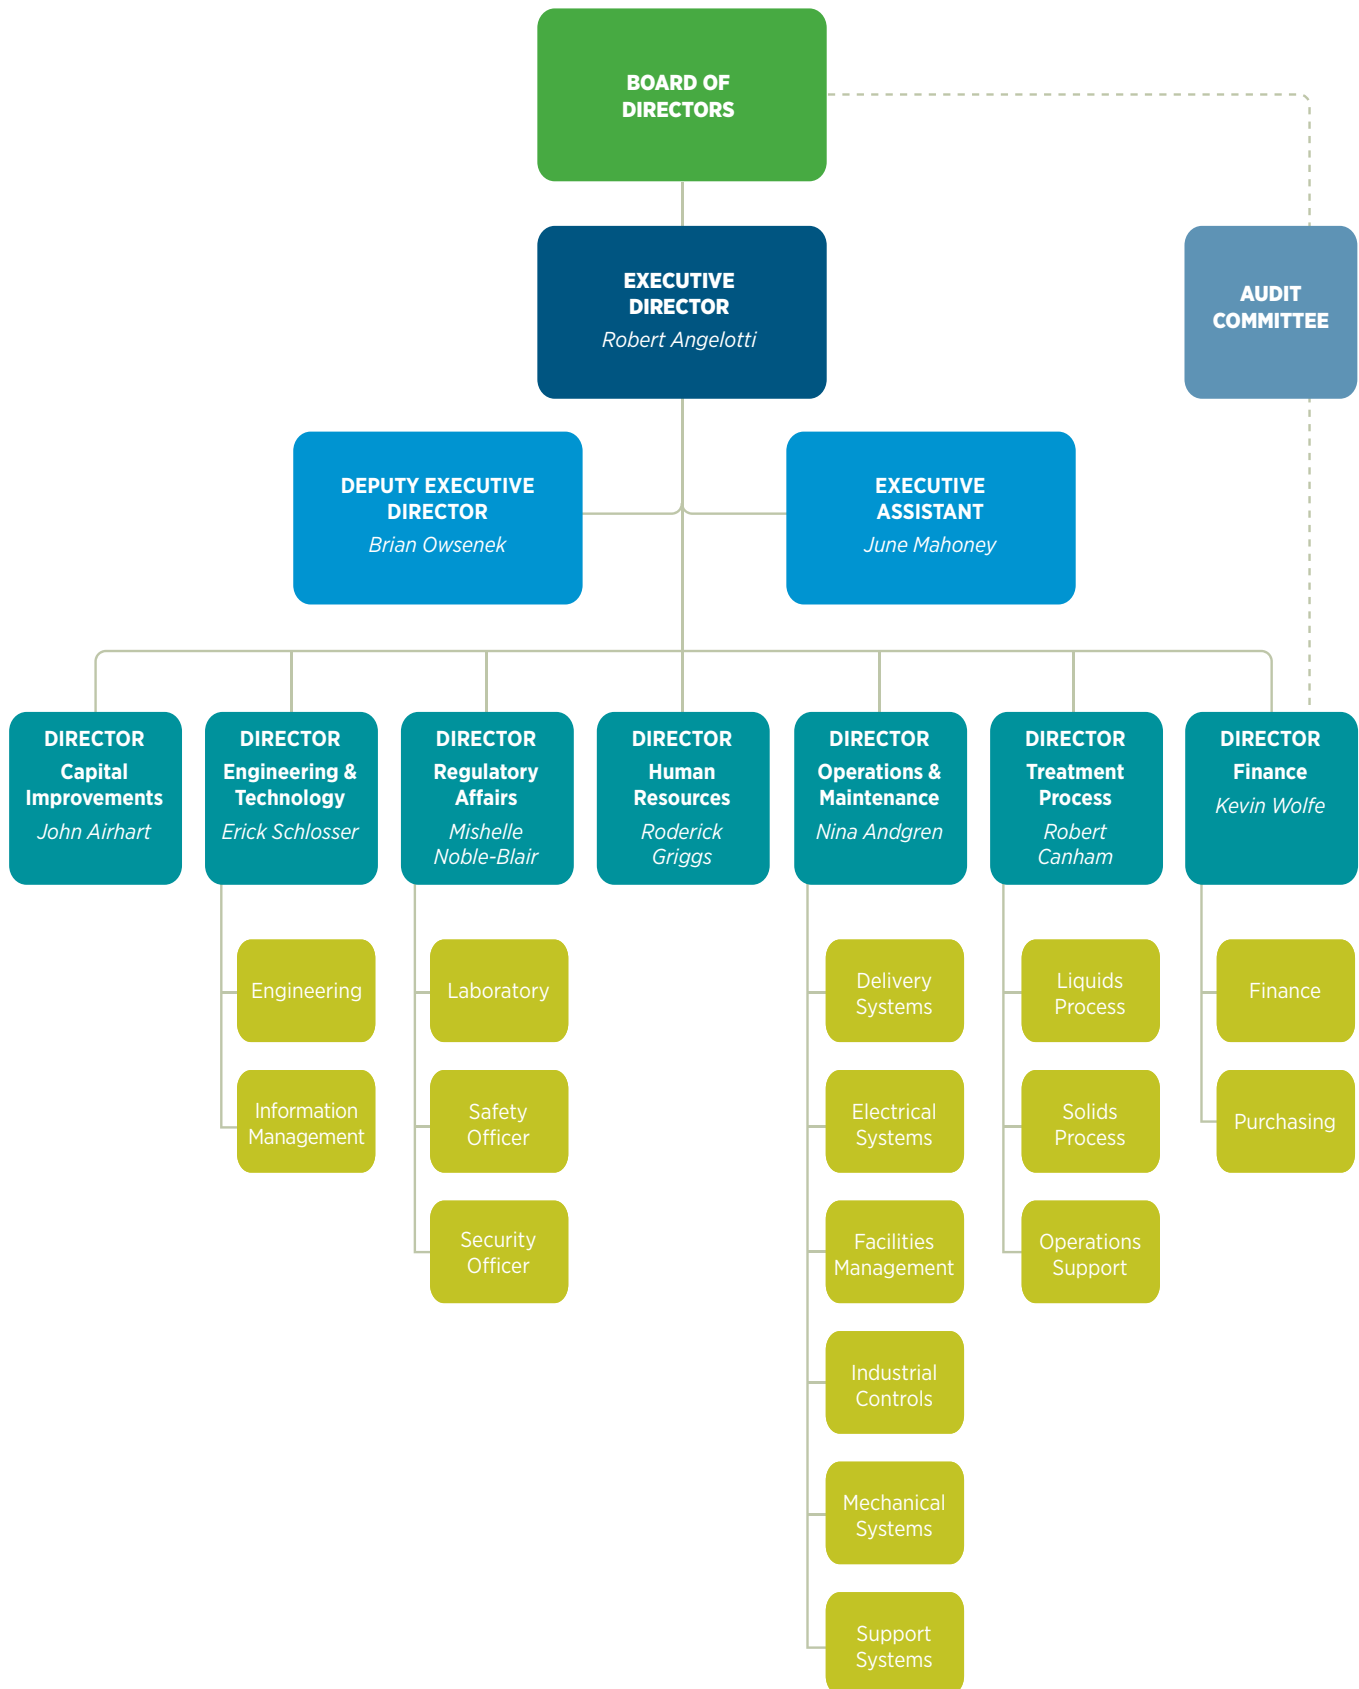 BOARD OF
DIRECTORS
EXECUTIVE
DIRECTOR
Robert Angelotti
AUDIT
COMMITTEE
DEPUTY EXECUTIVE
DIRECTOR
Brian Owsenek
EXECUTIVE
ASSISTANT
June Mahoney
DIRECTOR
Capital
Improvements
John Airhart
DIRECTOR
Engineering &
Technology
Erick Schlosser
DIRECTOR
Regulatory
Affairs
Mishelle
Noble-Blair
DIRECTOR
Human
Resources
Roderick
Griggs
DIRECTOR
Operations &
Maintenance
Nina Andgren
DIRECTOR
Treatment
Process
Robert
Canham
DIRECTOR
Finance
Kevin Wolfe
Engineering
Information
Management
Laboratory
Safety
Officer
Security
Officer
Delivery
Systems
Electrical
Systems
Facilities
Management
Industrial
Controls
Mechanical
Systems
Support
Systems
Liquids
Process
Solids
Process
Operations
Support
Finance
Purchasing